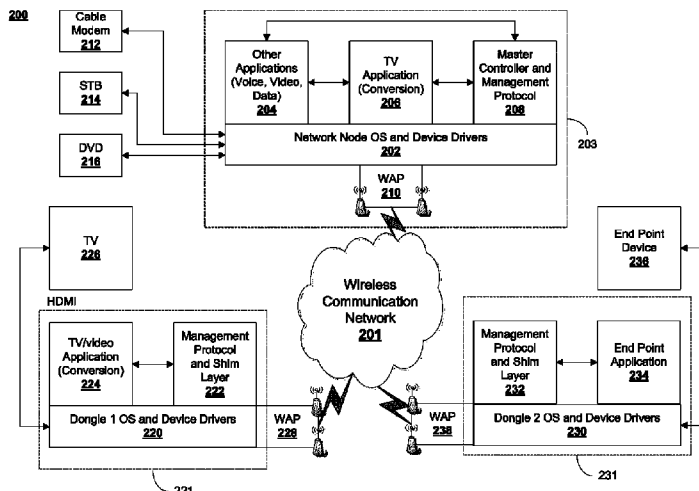 200
Cable
Modem
212
STB
214
DVD
216
Other
Applications
(Voice, Video,
Data)
204
TV
Application
(Conversion)
206
Master
Controller and
Management
Protocol
208
Network Node OS and Device Drivers
202
203
WAP
210
TV
226
End Point
Device
236
Wireless
Communication
Network
201
HDMI
TV/video
Application
(Conversion)
224
Management
Protocol
and Shim
Layer
222
Dongle 1 OS and Device Drivers
220
WAP
228
221
Management
Protocol
and Shim
Layer
232
End Point
Application
234
Dongle 2 OS and Device Drivers
230
WAP
238
231